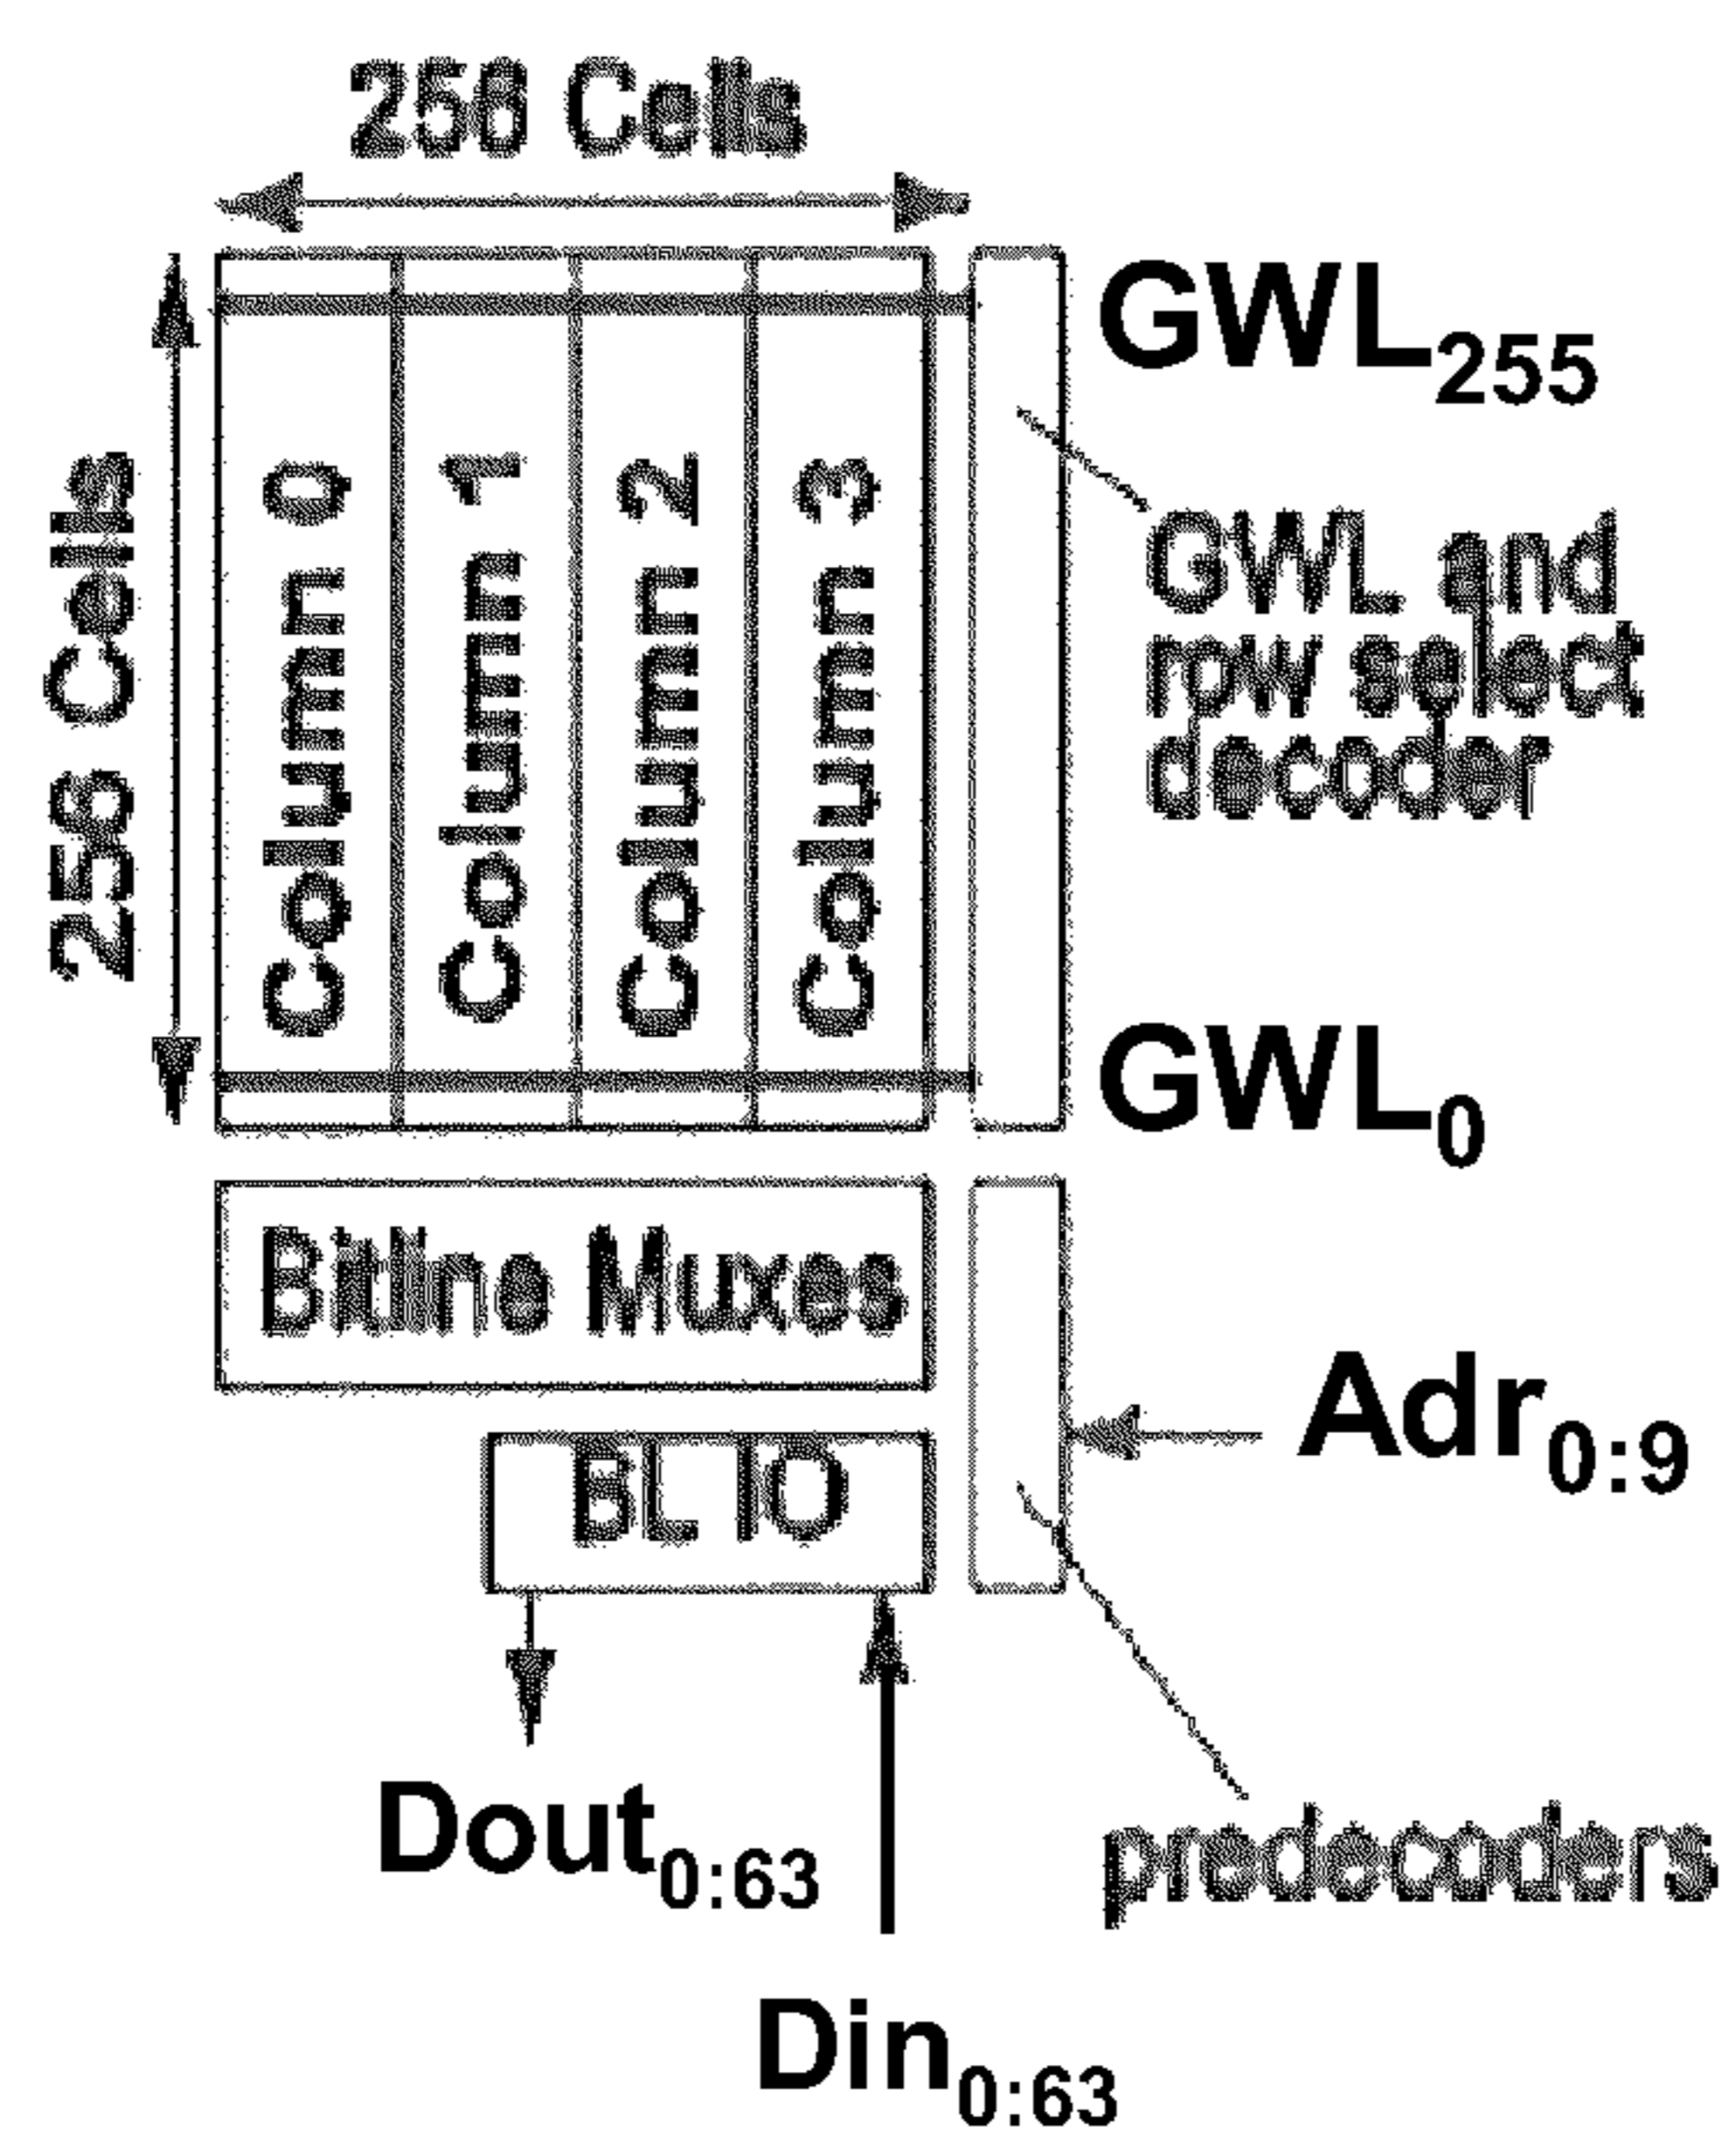 256 Cells
256 Cells
Column 0
Column 1
Column 2
Column 3
GWL255
GWL and
row select
decoder
GWL0
Bitline Muxes
BL IO
Adr0:9
Dout0:63
predecoders
Din0:63